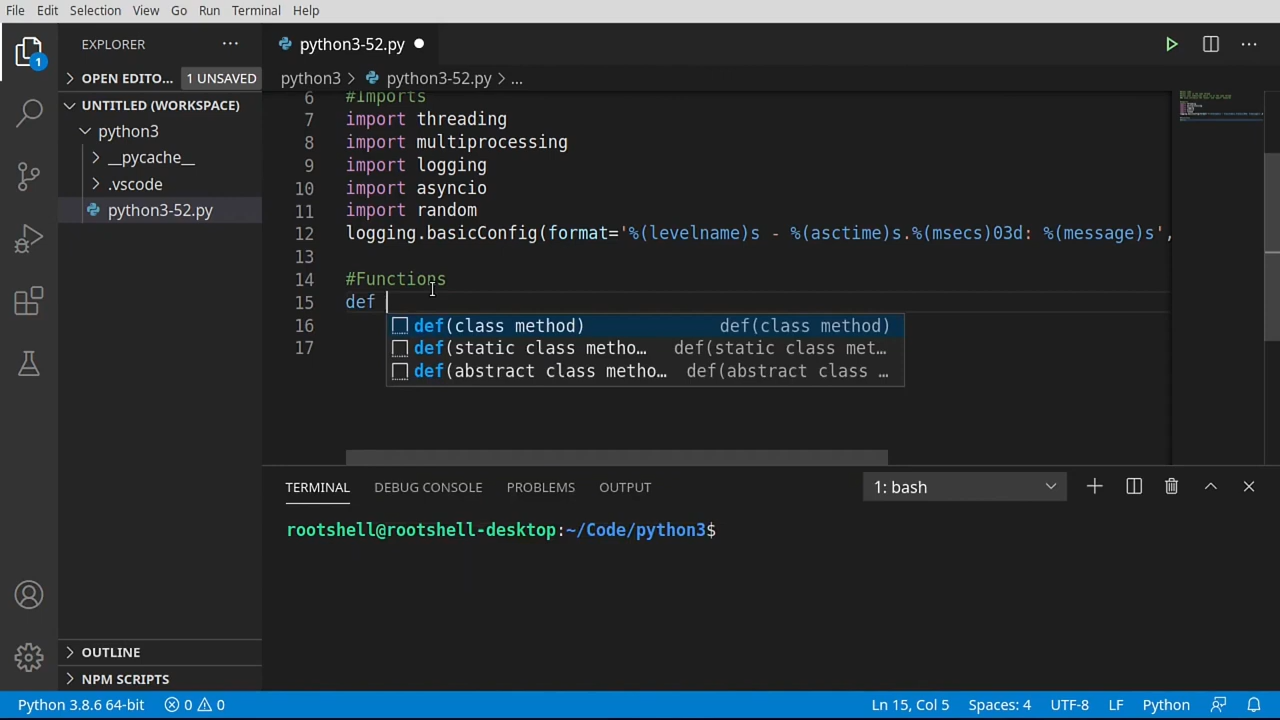 File Edit Selection View Go Run Terminal Help
1
EXPLORER
OPEN EDITO... 1 UNSAVED
UNTITLED (WORKSPACE)
python3
__pycache__
.vscode
python3-52.py
OUTLINE
NPM SCRIPTS
python3-52.py
python3 > python3-52.py > ...
6 #Imports
7 import threading
8 import multiprocessing
9 import logging
10 import asyncio
11 import random
12 logging.basicConfig(format='%(levelname)s - %(asctime)s.%(msecs)03d: %(message)s',
13
14 #Functions
15 def
16
17
def(class method) def(class method)
def(static class metho... def(static class met...
def(abstract class metho... def(abstract class ...
TERMINAL DEBUG CONSOLE PROBLEMS OUTPUT 1: bash
rootshell@rootshell-desktop:~/Code/python3$
Python 3.8.6 64-bit 0 0 Ln 15, Col 5 Spaces: 4 UTF-8 LF Python